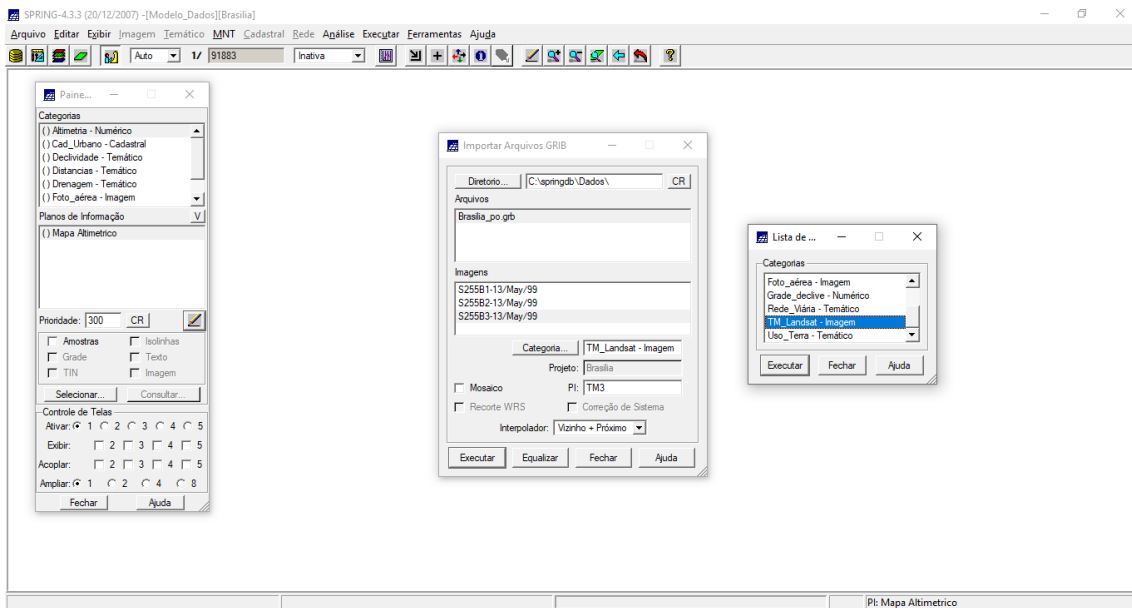 SPRING-4.3.3 (20/12/2007) -[Modelo_Dados][Brasilia]
Arquivo Editar Exibir Imagem Temático MNT Cadastral Rede Análise Executar Ferramentas Ajuda
Auto 1/ 91883 Inativa
Paine...
Categorias
( ) Altimetria - Numérico
( ) Cad_Urbano - Cadastral
( ) Declividade - Temático
( ) Distancias - Temático
( ) Drenagem - Temático
( ) Foto_aérea - Imagem
Planos de Informação V
( ) Mapa Altimetrico
Prioridade: 300 CR
Amostras Isolinhas
Grade Texto
TIN Imagem
Selecionar... Consultar...
Controle de Telas
Ativar: 1 2 3 4 5
Exibir: 2 3 4 5
Acoplar: 2 3 4 5
Ampliar: 1 2 4 8
Fechar Ajuda
Importar Arquivos GRIB
Diretorio... C:\springdb\Dados\ CR
Arquivos
Brasilia_po.grb
Imagens
S255B1-13/May/99
S255B2-13/May/99
S255B3-13/May/99
Categoria... TM_Landsat - Imagem
Projeto: Brasilia
Mosaico PI: TM3
Recorte WRS Correção de Sistema
Interpolador: Vizinho + Próximo
Executar Equalizar Fechar Ajuda
Lista de ...
Categorias
Foto_aérea - Imagem
Grade_declive - Numérico
Rede_Viária - Temático
TM_Landsat - Imagem
Uso_Terra - Temático
Executar Fechar Ajuda
PI: Mapa Altimetrico